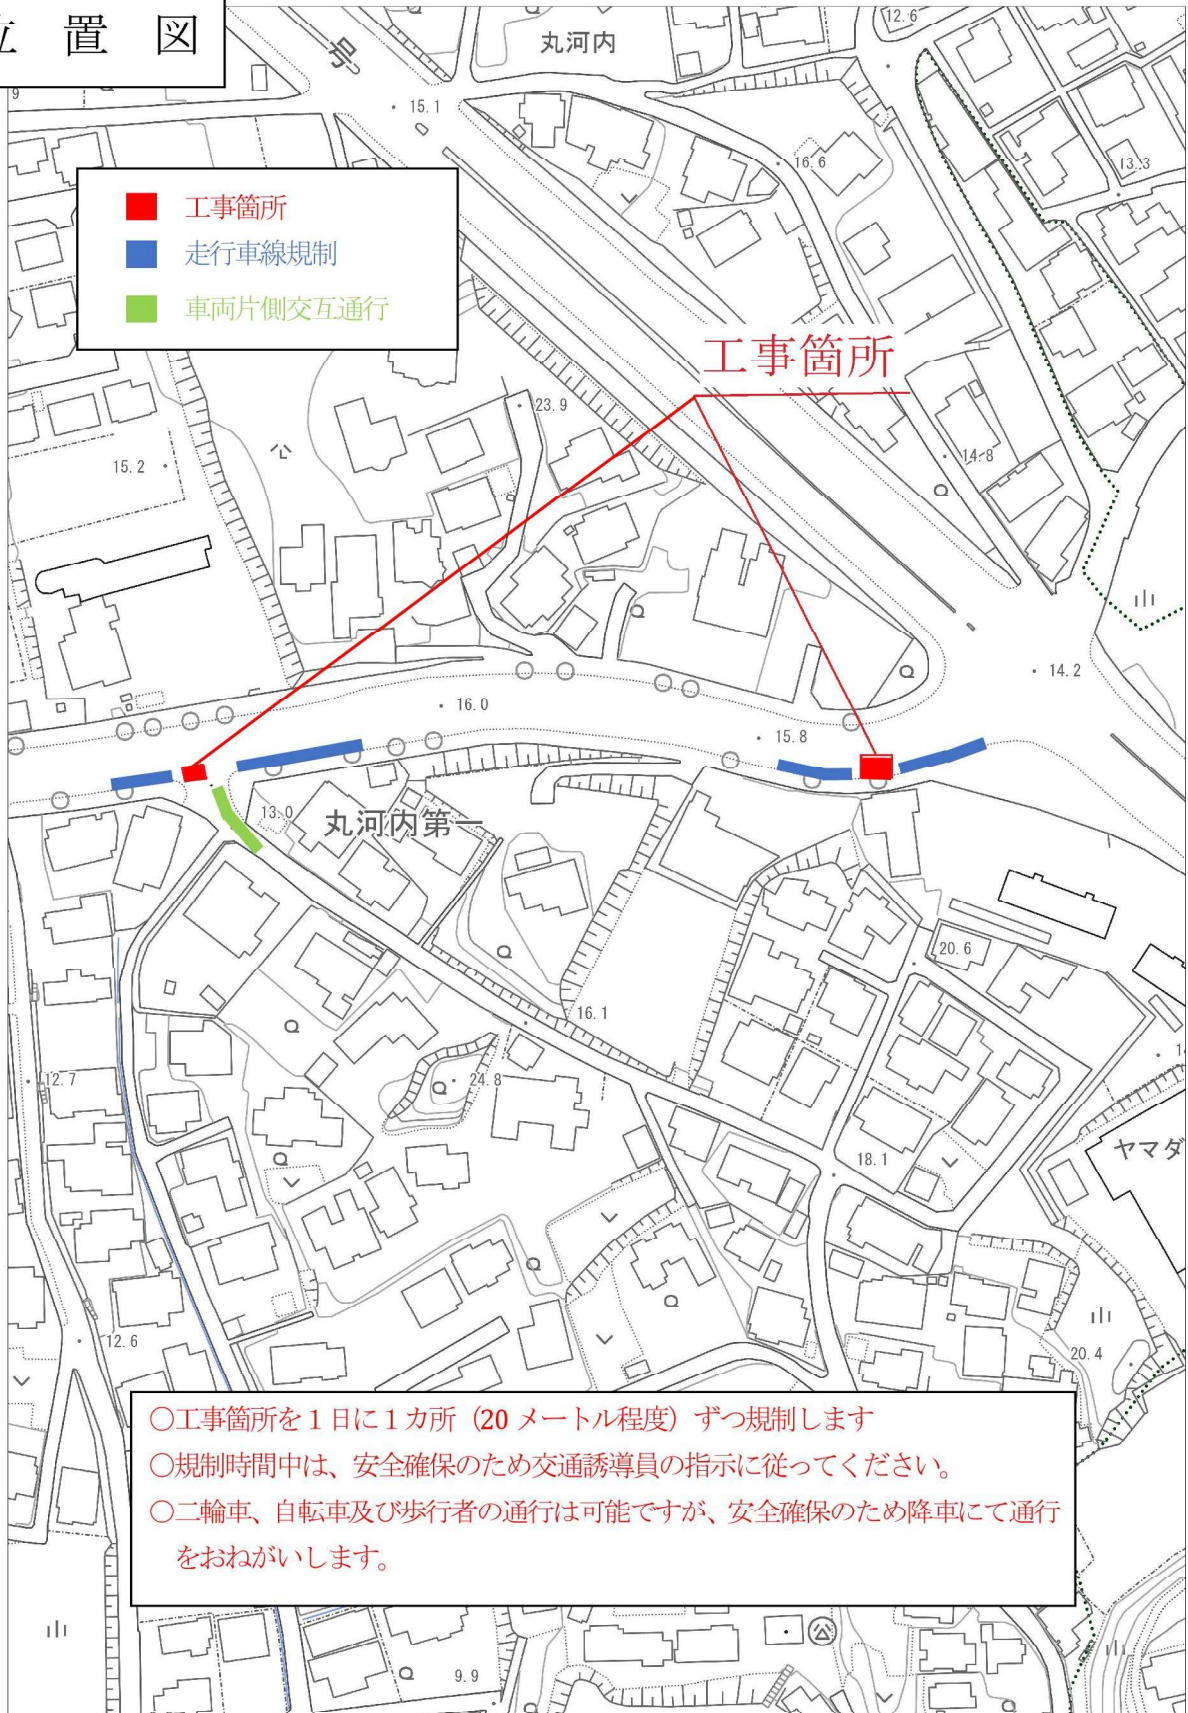 位 置 図
号
丸河内
12.6
9
15.1
16.6
13.3
工事箇所
走行車線規制
車両片側交互通行
工事箇所
23.9
15.2
14.8
14.2
16.0
15.8
13.0
丸河内第一
20.6
16.1
12.7
24.8
18.1
ヤマダ
12.6
20.4
○工事箇所を1日に1カ所(20 メートル程度)ずつ規制します
○規制時間中は、安全確保のため交通誘導員の指示に従ってください。
○二輪車、自転車及び歩行者の通行は可能ですが、安全確保のため降車にて通行
をおねがいします。
9.9